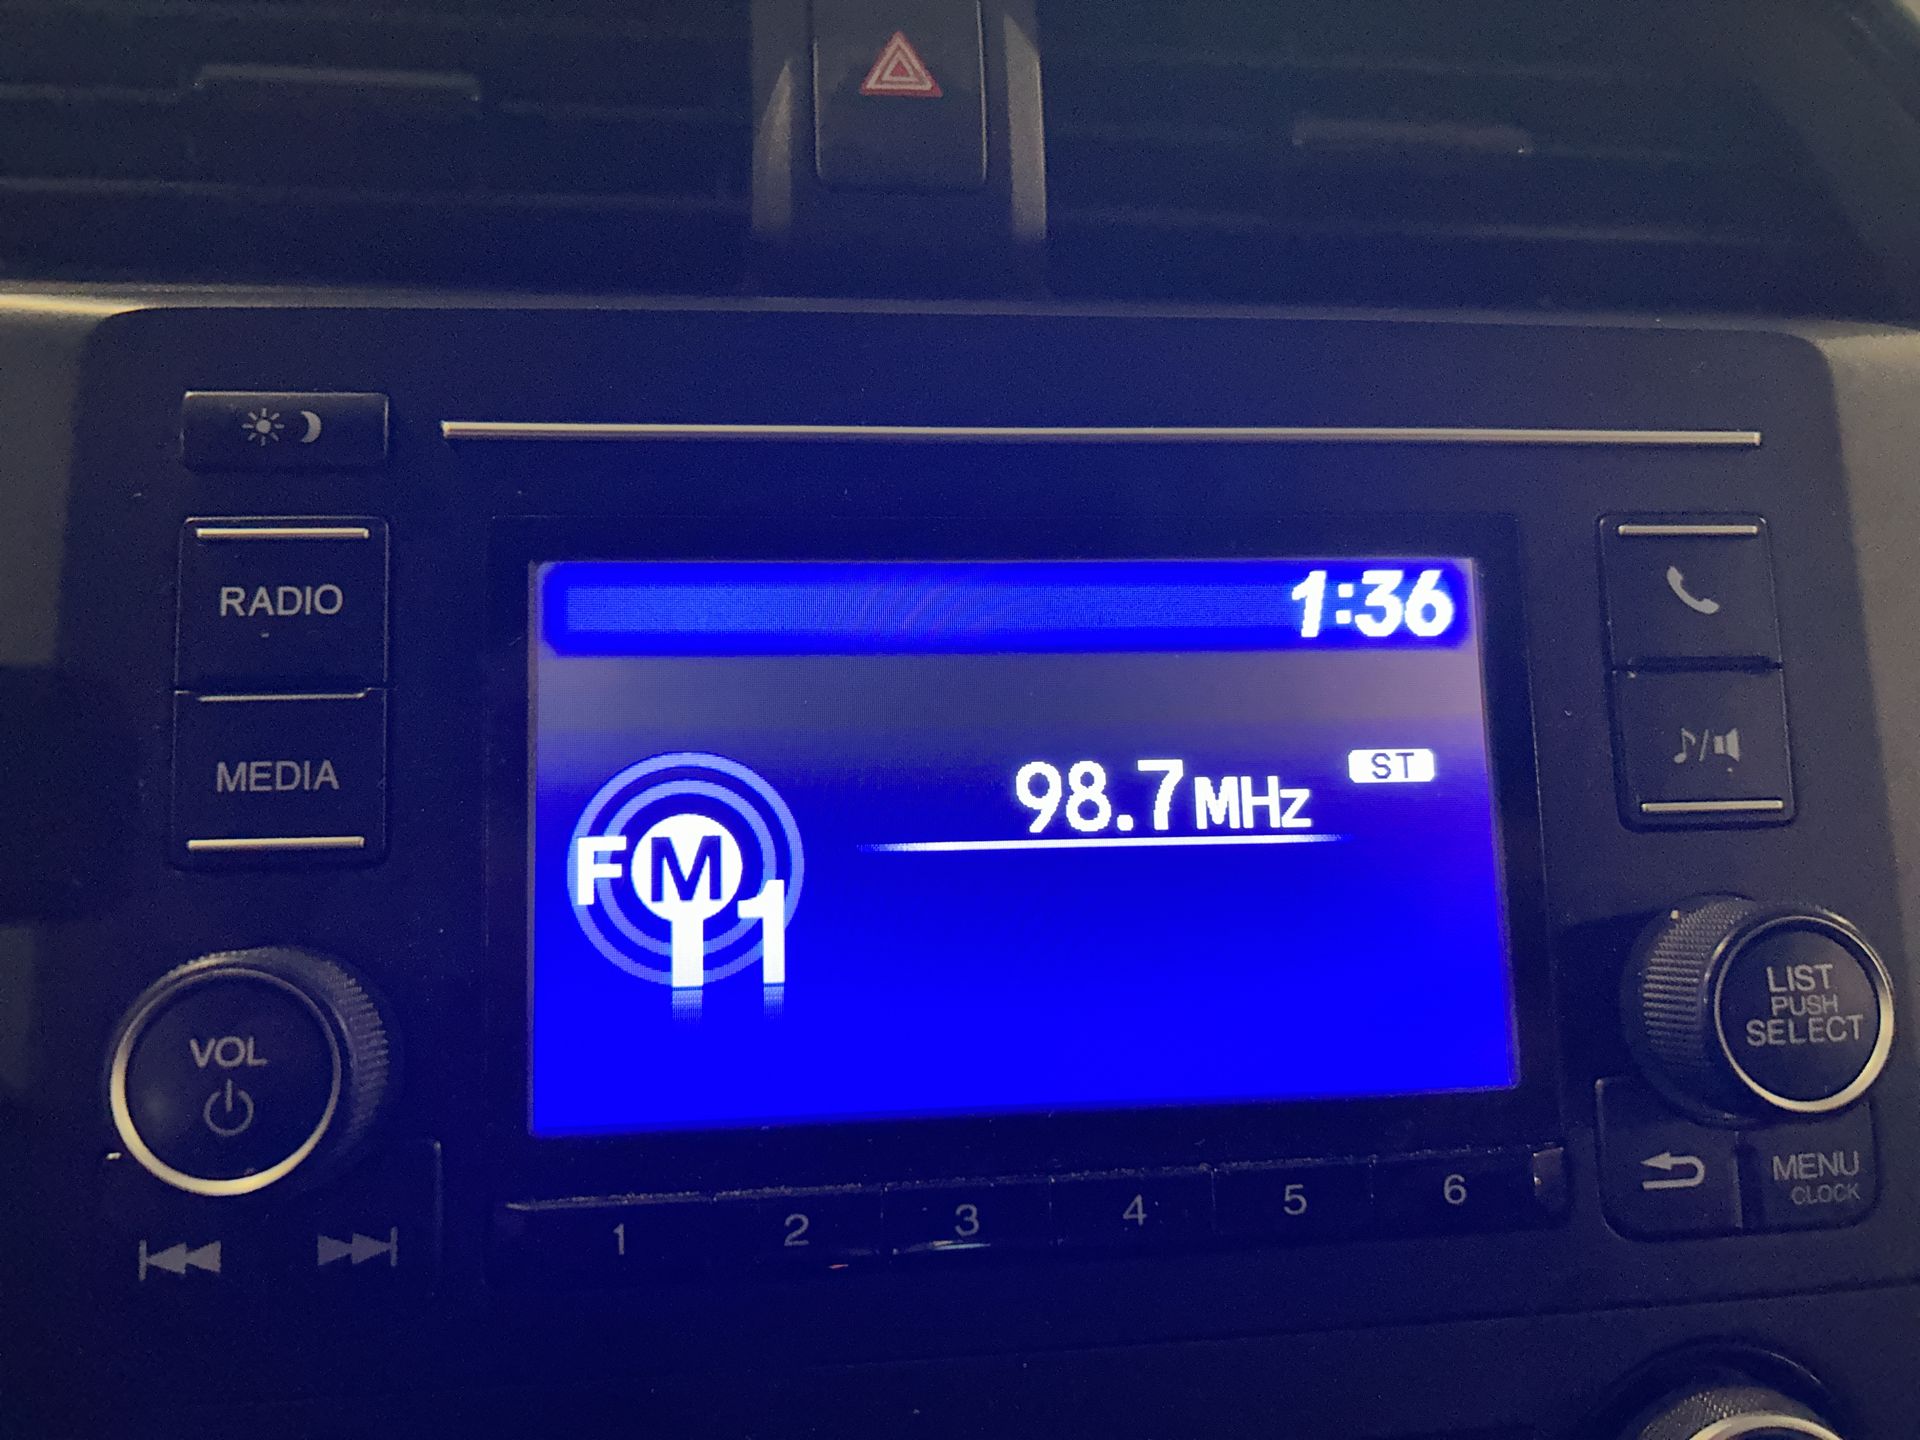 RADIO
MEDIA
VOL
1:36
98.7MHz
ST
FM
1
LIST
PUSH
SELECT
MENU
CLOCK
1 2 3 4 5 6